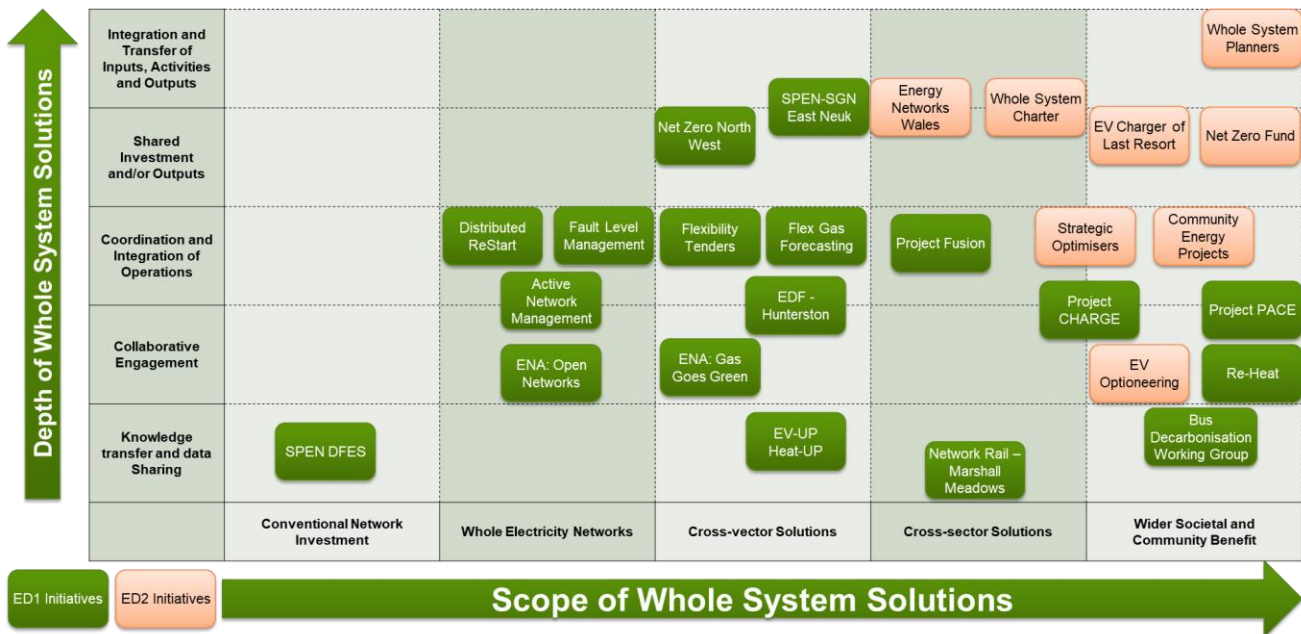 Depth of Whole System Solutions
Integration and
Transfer of
Inputs, Activities
and Outputs
Whole System
Planners
Shared
Investment
and/or Outputs
Net Zero North
West
SPEN-SGN
East Neuk
Energy
Networks
Wales
Whole System
Charter
EV Charger of
Last Resort
Net Zero Fund
Coordination and
Integration of
Operations
Distributed
ReStart
Fault Level
Management
Flexibility
Tenders
Flex Gas
Forecasting
Project Fusion
Strategic
Optimisers
Community
Energy
Projects
Active
Network
Management
EDF -
Hunterston
Project
CHARGE
Project PACE
Collaborative
Engagement
ENA: Open
Networks
ENA: Gas
Goes Green
EV
Optioneering
Re-Heat
Knowledge
transfer and data
Sharing
SPEN DFES
EV-UP
Heat-UP
Network Rail –
Marshall
Meadows
Bus
Decarbonisation
Working Group
Conventional Network
Investment
Whole Electricity Networks
Cross-vector Solutions
Cross-sector Solutions
Wider Societal and
Community Benefit
ED1 Initiatives
ED2 Initiatives
Scope of Whole System Solutions